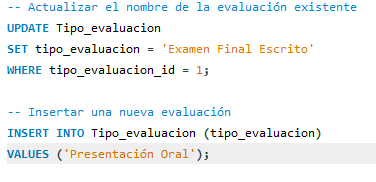 -- Actualizar el nombre de la evaluación existente
UPDATE Tipo_evaluacion
SET tipo_evaluacion = 'Examen Final Escrito'
WHERE tipo_evaluacion_id = 1;
-- Insertar una nueva evaluación
INSERT INTO Tipo_evaluacion (tipo_evaluacion)
VALUES ('Presentación Oral');